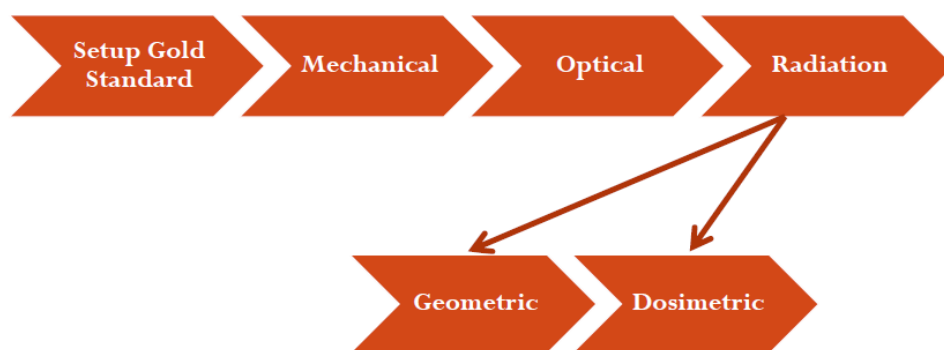 Setup Gold
Standard
Mechanical
Optical
Radiation
Geometric
Dosimetric